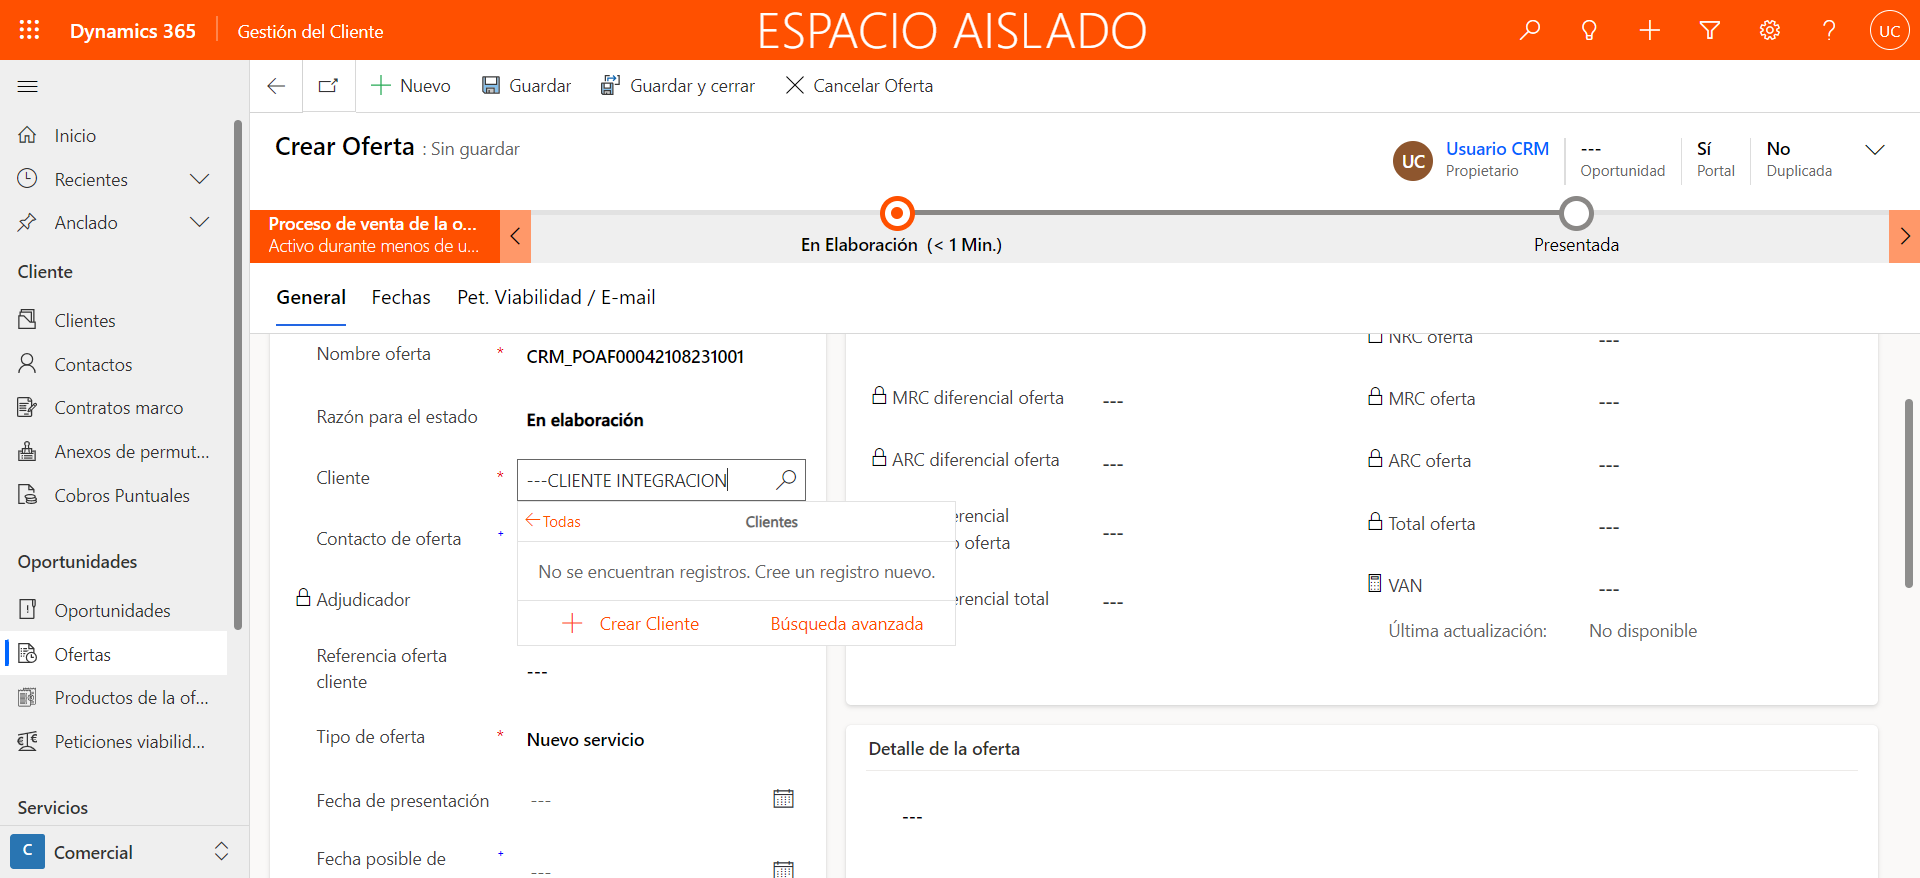 Dynamics 365
Gestión del Cliente
ESPACIO AISLADO
UC
Nuevo
Guardar
Guardar y cerrar
Cancelar Oferta
Inicio
Recientes
Anclado
Cliente
Clientes
Contactos
Contratos marco
Anexos de permut...
Cobros Puntuales
Oportunidades
Oportunidades
Ofertas
Productos de la of...
Peticiones viabilid...
Servicios
C
Comercial
Crear Oferta : Sin guardar
UC
Usuario CRM
Propietario
---
Oportunidad
Sí
Portal
No
Duplicada
Proceso de venta de la o...
Activo durante menos de u...
En Elaboración (< 1 Min.)
Presentada
General
Fechas
Pet. Viabilidad / E-mail
Nombre oferta * CRM_POAF00042108231001
Razón para el estado En elaboración
Cliente * ---CLIENTE INTEGRACION
Todas
Clientes
No se encuentran registros. Cree un registro nuevo.
Crear Cliente
Búsqueda avanzada
Contacto de oferta +
Adjudicador
Referencia oferta
cliente
---
Tipo de oferta * Nuevo servicio
Fecha de presentación ---
Fecha posible de + ---
MRC diferencial oferta ---
ARC diferencial oferta ---
erencial
o oferta
---
erencial total ---
NRC oferta ---
MRC oferta ---
ARC oferta ---
Total oferta ---
VAN ---
Última actualización: No disponible
Detalle de la oferta
---